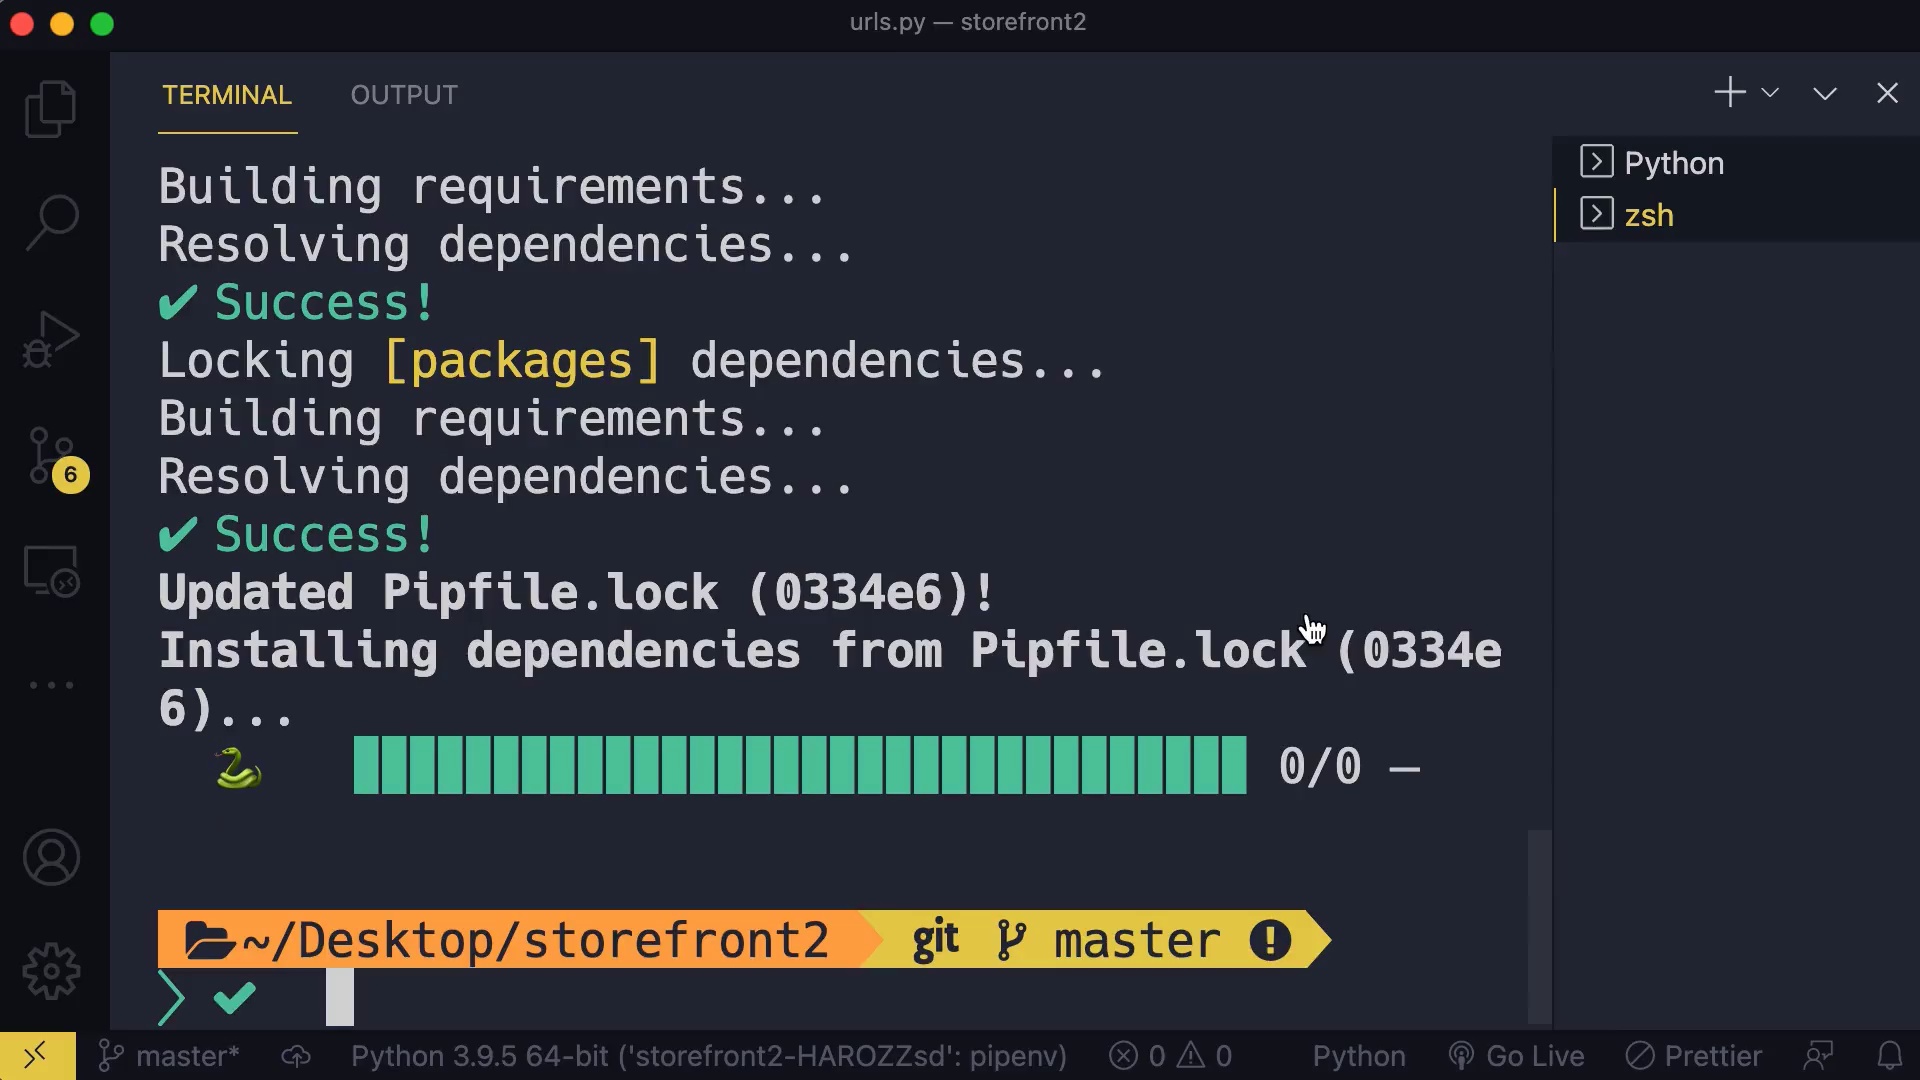 urls.py — storefront2
TERMINAL OUTPUT
Python
zsh
Building requirements...
Resolving dependencies...
✔ Success!
Locking [packages] dependencies...
Building requirements...
Resolving dependencies...
✔ Success!
Updated Pipfile.lock (0334e6)!
Installing dependencies from Pipfile.lock (0334e
6)...
0/0 —
~/Desktop/storefront2 git master
6
master* Python 3.9.5 64-bit ('storefront2-HAROZZsd': pipenv) 0 0 Python Go Live Prettier